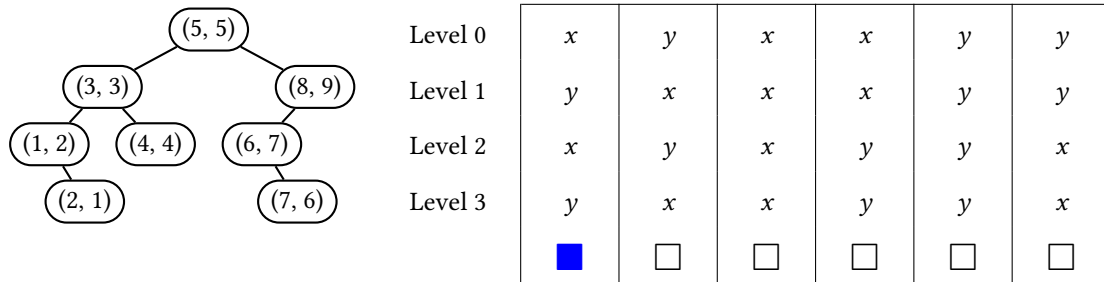 (5, 5)
(3, 3) (8, 9)
(1, 2) (4, 4) (6, 7)
(2, 1) (7, 6)
Level 0 x y x x y y
Level 1 y x x x y y
Level 2 x y x y y x
Level 3 y x x y y x